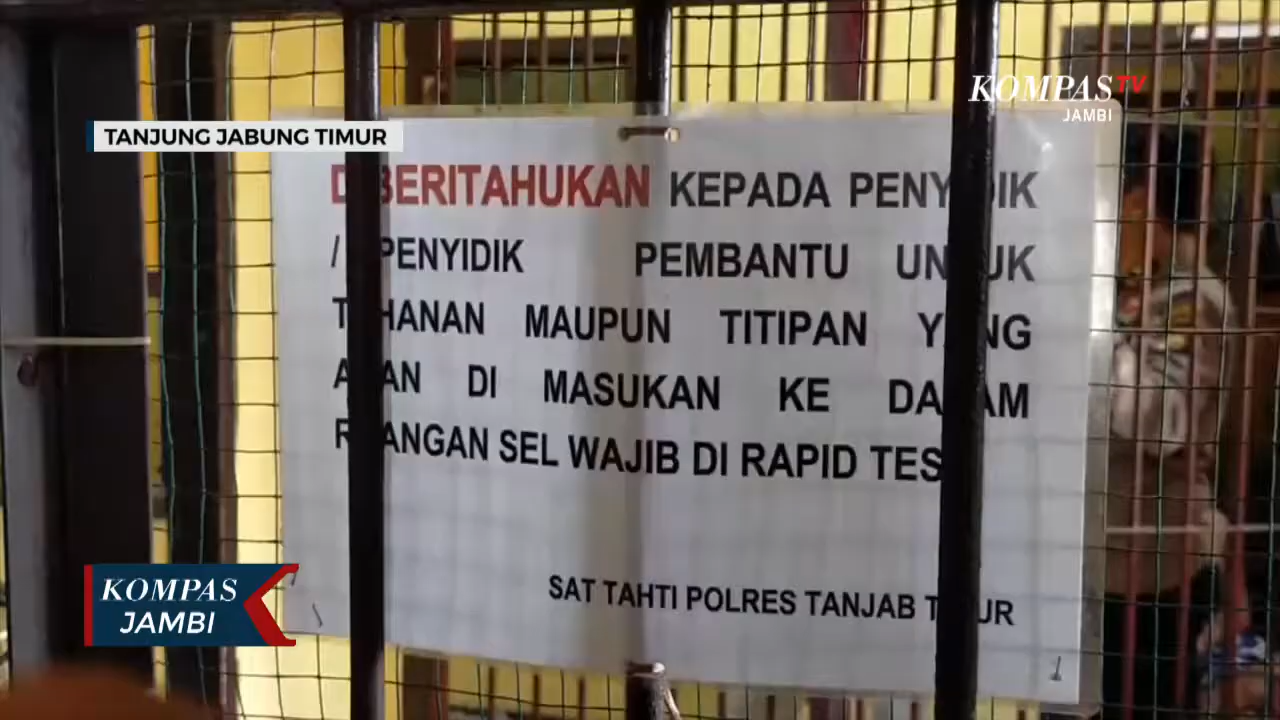 KOMPAS TV
JAMBI
TANJUNG JABUNG TIMUR
DIBERITAHUKAN KEPADA PENYIDIK
/ PENYIDIK PEMBANTU UNTUK
TAHANAN MAUPUN TITIPAN YANG
AKAN DI MASUKAN KE DALAM
RUANGAN SEL WAJIB DI RAPID TES
SAT TAHTI POLRES TANJAB TIMUR
KOMPAS
JAMBI